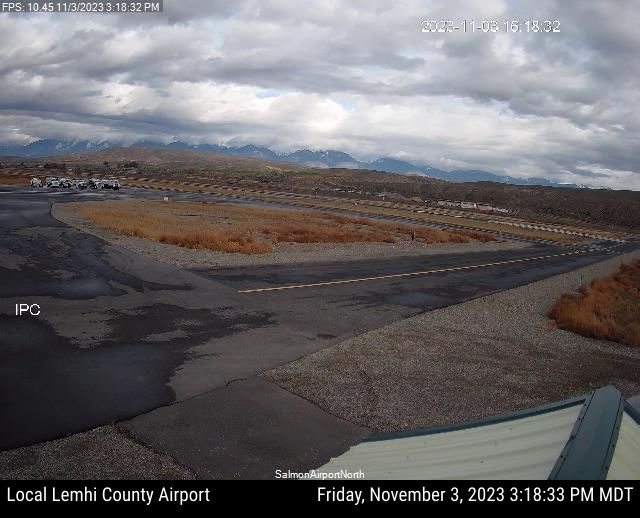 FPS: 10.45 11/3/2023 3:18:32 PM
2023-11-03 15:18:32
IPC
SalmonAirportNorth
Local Lemhi County Airport
Friday, November 3, 2023 3:18:33 PM MDT